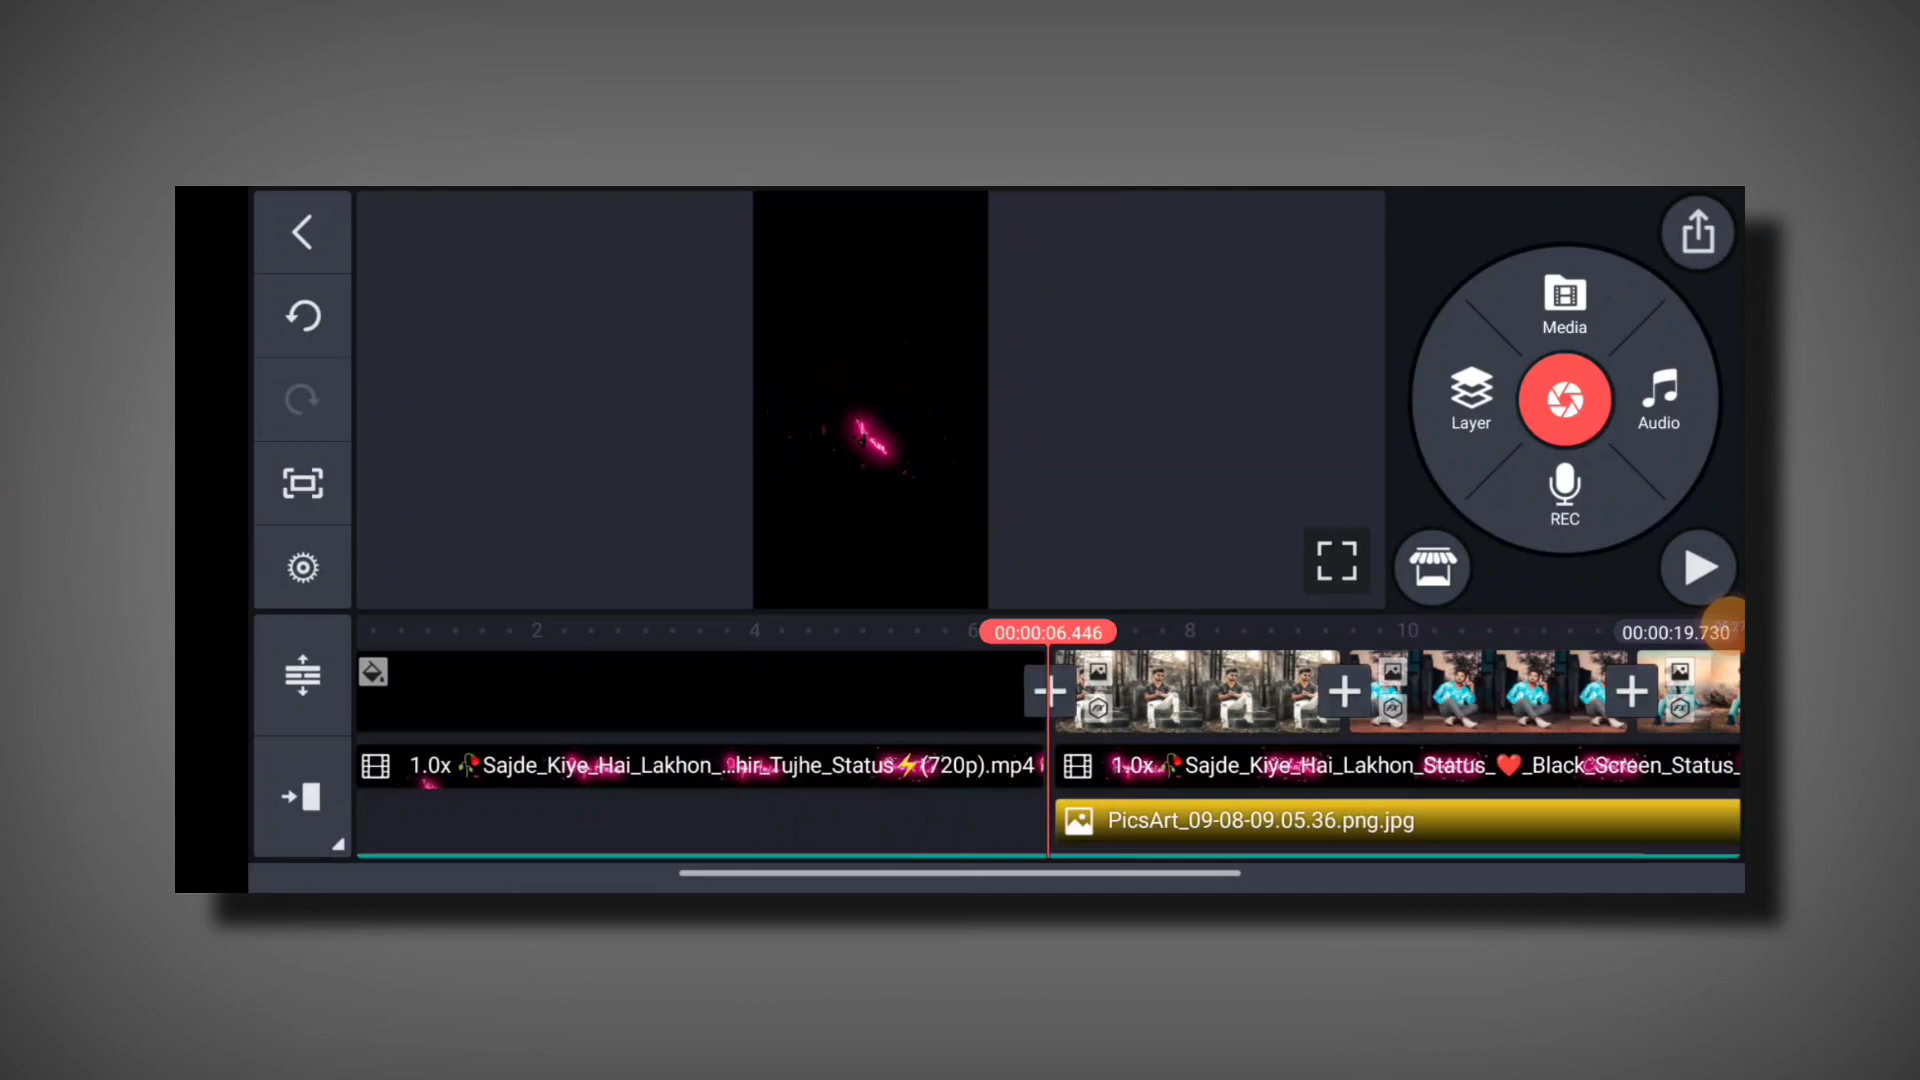 Media
Layer
Audio
REC
2
4
6
00:00:06.446
8
10
00:00:19.730
1.0x 🥀Sajde_Kiye_Hai_Lakhon_...hir_Tujhe_Status⚡(720p).mp4
1.0x 🥀Sajde_Kiye_Hai_Lakhon_Status_❤️_Black_Screen_Status_
PicsArt_09-08-09.05.36.png.jpg